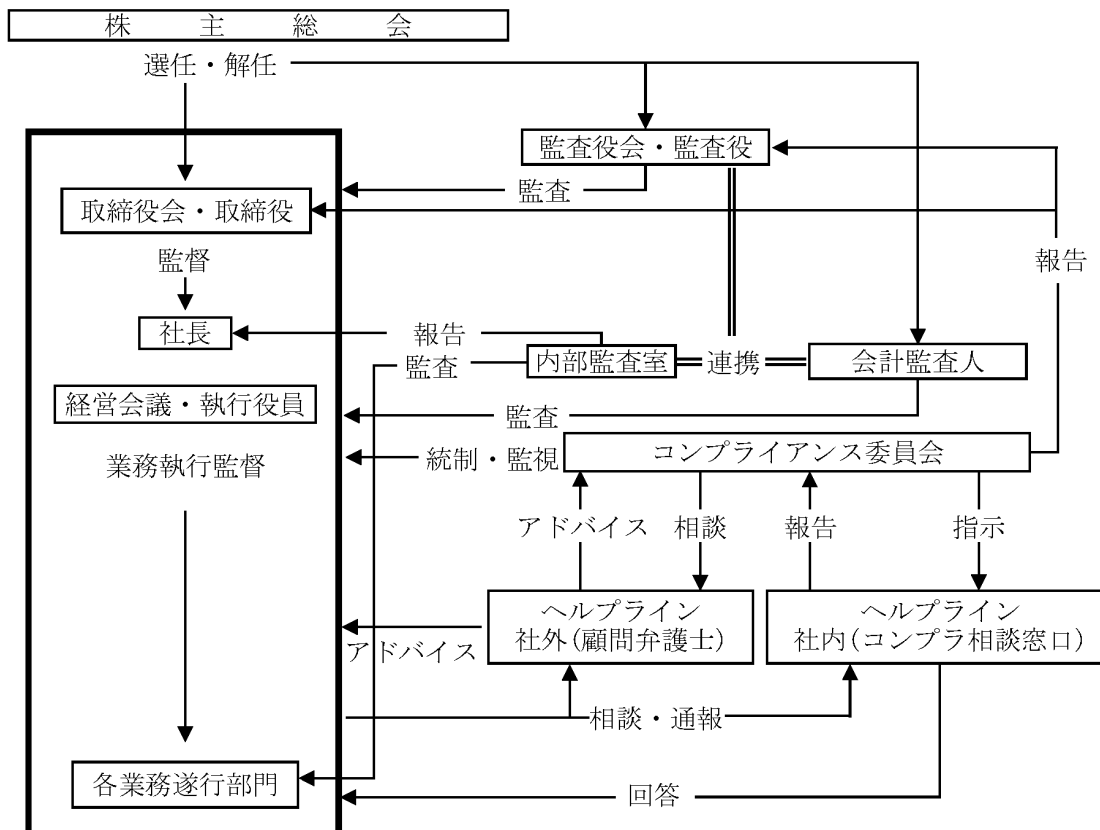 株主総会
選任・解任
監査役会・監査役
監査
取締役会・取締役
監督
報告
社長
報告
内部監査室
連携
会計監査人
監査
経営会議・執行役員
監査
コンプライアンス委員会
統制・監視
業務執行監督
アドバイス
相談
報告
指示
ヘルプライン
社外(顧問弁護士)
ヘルプライン
社内(コンプラ相談窓口)
アドバイス
相談・通報
各業務遂行部門
回答